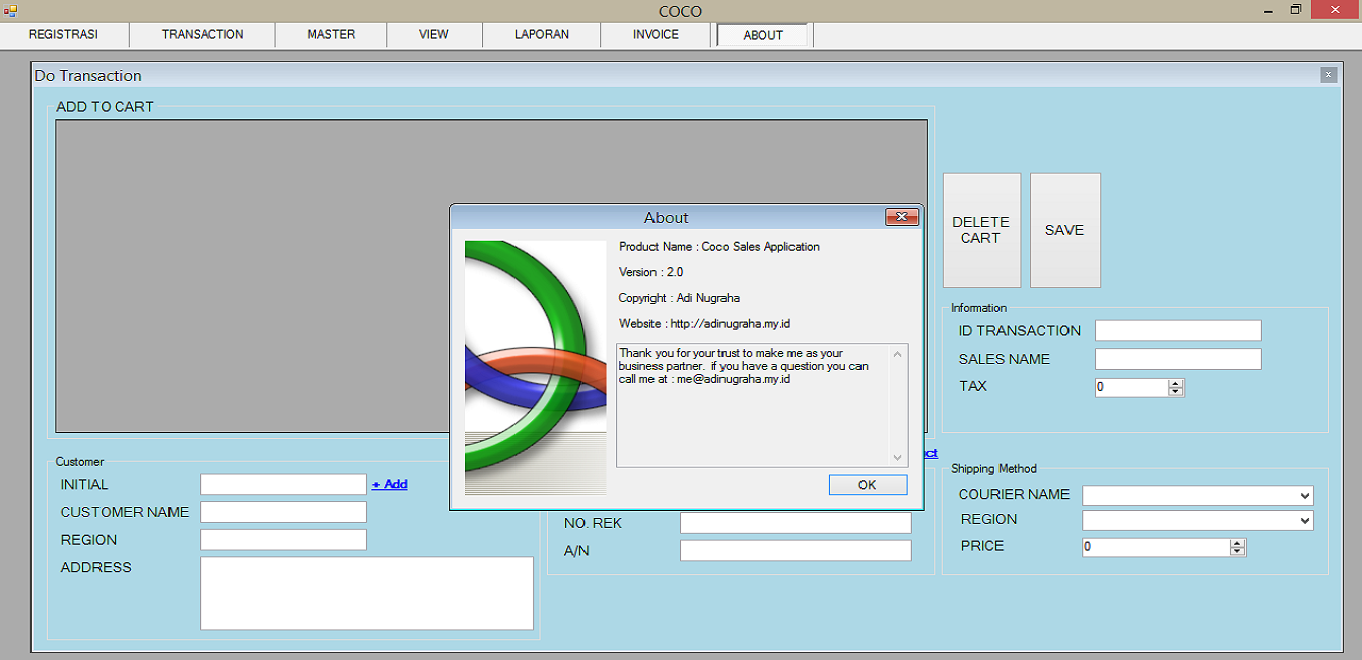 COCO
REGISTRASI TRANSACTION MASTER VIEW LAPORAN INVOICE ABOUT
Do Transaction
ADD TO CART
DELETE CART
SAVE
About
Product Name : Coco Sales Application
Version : 2.0
Copyright : Adi Nugraha
Website : http://adinugraha.my.id
Thank you for your trust to make me as your
business partner. if you have a question you can
call me at : me@adinugraha.my.id
OK
Information
ID TRANSACTION
SALES NAME
TAX 0
Customer
INITIAL + Add
CUSTOMER NAME
REGION
ADDRESS
NO. REK
A/N
Shipping Method
COURIER NAME
REGION
PRICE 0